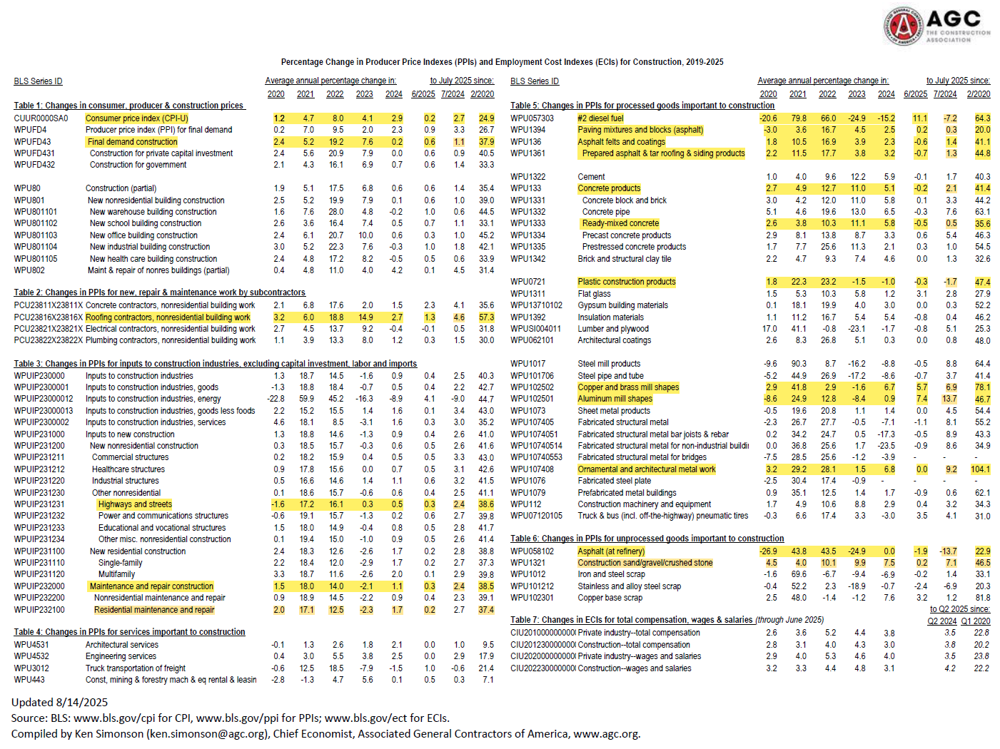 AGC
THE CONSTRUCTION
ASSOCIATION
Percentage Change in Producer Price Indexes (PPIs) and Employment Cost Indexes (ECIs) for Construction, 2019-2025
BLS Series ID Average annual percentage change in: to July 2025 since:
2020 2021 2022 2023 2024 6/2025 7/2024 2/2020
Table 1: Changes in consumer, producer & construction prices
CUUR0000SA0 Consumer price index (CPI-U) 1.2 4.7 8.0 4.1 2.9 0.2 2.7 24.9
WPUFD4 Producer price index (PPI) for final demand 0.2 7.0 9.5 2.0 2.3 0.9 3.3 26.7
WPUFD43 Final demand construction 2.4 5.2 19.2 7.6 0.2 0.6 1.1 37.9
WPUFD431 Construction for private capital investment 2.4 5.6 20.9 7.9 0.0 0.6 0.9 40.5
WPUFD432 Construction for government 2.1 4.3 16.1 6.9 0.7 0.6 1.4 33.3
WPU80 Construction (partial) 1.9 5.1 17.5 6.8 0.6 0.6 1.4 35.4
WPU801 New nonresidential building construction 2.5 5.2 19.9 7.9 0.1 0.6 1.0 39.0
WPU801101 New warehouse building construction 1.6 7.6 28.0 4.8 -0.2 1.0 0.6 44.5
WPU801102 New school building construction 2.6 3.6 16.4 7.4 0.5 0.7 1.1 33.1
WPU801103 New office building construction 2.4 6.1 20.7 10.0 0.6 0.3 1.0 45.2
WPU801104 New industrial building construction 3.0 5.2 22.3 7.6 -0.3 1.0 1.8 42.1
WPU801105 New health care building construction 2.4 4.8 17.2 8.2 -0.5 0.5 0.6 33.9
WPU802 Maint & repair of nonres buildings (partial) 0.4 4.8 11.0 4.0 4.2 0.1 4.5 31.4
Table 2: Changes in PPIs for new, repair & maintenance work by subcontractors
PCU23811X23811X Concrete contractors, nonresidential building work 2.1 6.8 17.6 2.0 1.5 2.3 4.1 35.6
PCU23816X23816X Roofing contractors, nonresidential building work 3.2 6.0 18.8 14.9 2.7 1.3 4.6 57.3
PCU23821X23821X Electrical contractors, nonresidential building work 2.7 4.5 13.7 9.2 -0.4 -0.1 0.5 31.8
PCU23822X23822X Plumbing contractors, nonresidential building work 1.1 3.9 13.3 8.0 1.2 0.3 1.5 30.0
Table 3: Changes in PPIs for inputs to construction industries, excluding capital investment, labor and imports
WPUIP230000 Inputs to construction industries 1.3 18.7 14.5 -1.6 0.9 0.4 2.5 40.3
WPUIP2300001 Inputs to construction industries, goods -1.3 18.8 18.4 -0.7 0.5 0.4 2.2 42.7
WPUIP23000012 Inputs to construction industries, energy -22.8 59.9 45.2 -16.3 -8.9 4.1 -9.0 44.7
WPUIP23000013 Inputs to construction industries, goods less foods 2.2 15.2 15.5 1.4 1.6 0.1 3.4 43.0
WPUIP2300002 Inputs to construction industries, services 4.6 18.1 8.5 -3.1 1.6 0.3 3.0 35.2
WPUIP231000 Inputs to new construction 1.3 18.8 14.6 -1.3 0.9 0.4 2.6 41.0
WPUIP231200 New nonresidential construction 0.3 18.5 15.7 -0.3 0.6 0.5 2.6 41.6
WPUIP231211 Commercial structures 0.2 18.2 15.9 0.4 0.5 0.5 3.3 43.0
WPUIP231212 Healthcare structures 0.9 17.8 15.6 0.0 0.7 0.5 3.1 42.6
WPUIP231220 Industrial structures 0.5 16.6 14.6 1.4 1.1 0.6 3.2 41.5
WPUIP231230 Other nonresidential 0.1 18.6 15.7 -0.6 0.6 0.4 2.5 41.1
WPUIP231231 Highways and streets -1.6 17.2 16.1 0.3 0.5 0.3 2.4 38.6
WPUIP231232 Power and communications structures -0.6 19.1 15.7 -1.3 0.2 0.6 2.7 39.8
WPUIP231233 Educational and vocational structures 1.5 18.0 14.9 -0.4 0.8 0.5 2.8 41.7
WPUIP231234 Other misc. nonresidential construction 0.1 19.4 15.0 -1.0 0.9 0.5 2.6 41.4
WPUIP231100 New residential construction 2.4 18.3 12.6 -2.6 1.7 0.2 2.8 38.8
WPUIP231110 Single-family 2.2 18.4 12.0 -2.9 1.7 0.2 2.7 37.3
WPUIP231120 Multifamily 3.3 18.7 11.6 -2.6 2.0 0.1 2.9 39.8
WPUIP232000 Maintenance and repair construction 1.5 18.0 14.0 -2.1 1.1 0.3 2.4 38.5
WPUIP232200 Nonresidential maintenance and repair 0.9 18.9 14.5 -2.2 0.9 0.4 2.3 39.1
WPUIP232100 Residential maintenance and repair 2.0 17.1 12.5 -2.3 1.7 0.2 2.7 37.4
Table 4: Changes in PPIs for services important to construction
WPU4531 Architectural services -0.1 1.3 2.6 1.8 2.1 0.0 1.0 9.5
WPU4532 Engineering services 0.4 3.0 5.5 3.8 2.5 0.0 2.9 17.9
WPU3012 Truck transportation of freight -0.6 12.5 18.5 -7.9 -1.5 1.0 -0.6 21.4
WPU443 Const, mining & forestry mach & eq rental & leasin -2.8 -1.3 4.7 5.6 0.1 0.5 0.3 7.1
BLS Series ID Average annual percentage change in: to July 2025 since:
2020 2021 2022 2023 2024 6/2025 7/2024 2/2020
Table 5: Changes in PPIs for processed goods important to construction
WPU057303 #2 diesel fuel -20.6 79.8 66.0 -24.9 -15.2 11.1 -7.2 64.3
WPU1394 Paving mixtures and blocks (asphalt) -3.0 3.6 16.7 4.5 2.5 0.2 0.3 20.0
WPU136 Asphalt felts and coatings 1.8 10.5 16.9 3.9 2.3 -0.6 1.4 41.1
WPU1361 Prepared asphalt & tar roofing & siding products 2.2 11.5 17.7 3.8 3.2 -0.7 1.3 44.8
WPU1322 Cement 1.0 4.0 9.6 12.2 5.9 -0.1 1.7 40.3
WPU133 Concrete products 2.7 4.9 12.7 11.0 5.1 -0.2 2.1 41.4
WPU1331 Concrete block and brick 3.0 4.2 12.0 11.0 5.8 0.1 3.3 44.2
WPU1332 Concrete pipe 5.1 4.6 19.6 13.0 6.5 -0.3 7.6 63.1
WPU1333 Ready-mixed concrete 2.6 3.8 10.3 11.1 5.8 -0.5 0.5 35.6
WPU1334 Precast concrete products 2.9 8.1 13.8 8.7 3.3 0.6 5.4 46.3
WPU1335 Prestressed concrete products 1.7 7.7 25.6 11.3 2.1 0.3 1.0 54.5
WPU1342 Brick and structural clay tile 2.2 4.7 9.3 7.4 4.6 0.0 1.3 32.6
WPU0721 Plastic construction products 1.8 22.3 23.2 -1.5 -1.0 -0.3 -1.7 47.4
WPU1311 Flat glass 1.5 5.3 10.3 5.8 1.2 3.1 2.8 27.9
WPU13710102 Gypsum building materials 0.1 18.1 19.9 4.0 3.0 0.0 0.3 52.2
WPU1392 Insulation materials 1.1 11.2 16.7 5.4 5.4 -0.8 0.4 46.2
WPUSI004011 Lumber and plywood 17.0 41.1 -0.8 -23.1 -1.7 -0.8 5.1 25.3
WPU062101 Architectural coatings 2.6 8.3 26.8 5.1 0.3 0.0 0.8 48.0
WPU1017 Steel mill products -9.6 90.3 8.7 -16.2 -8.8 -0.5 8.8 64.4
WPU101706 Steel pipe and tube -5.2 44.9 26.9 -17.2 -8.6 -0.7 3.7 41.4
WPU102502 Copper and brass mill shapes 2.9 41.8 2.9 -1.6 6.7 5.7 6.9 78.1
WPU102501 Aluminum mill shapes -8.6 24.9 12.8 -8.4 0.9 7.4 13.7 46.7
WPU1073 Sheet metal products -0.5 19.6 20.8 1.1 1.4 0.0 4.5 54.4
WPU107405 Fabricated structural metal -2.3 26.7 27.7 -0.5 -7.1 -1.1 8.1 55.2
WPU1074051 Fabricated structural metal bar joists & rebar 0.2 34.2 24.7 0.5 -17.3 -0.5 8.9 43.3
WPU10740514 Fabricated structural metal for non-industrial buildi 0.0 36.8 25.6 1.7 -23.5 -0.9 8.6 34.9
WPU10740553 Fabricated structural metal for bridges -7.5 28.5 25.6 -1.2 -3.9 - - -
WPU107408 Ornamental and architectural metal work 3.2 29.2 28.1 1.5 6.8 0.0 9.2 104.1
WPU1076 Fabricated steel plate -2.5 30.4 17.4 -0.9 - - - -
WPU1079 Prefabricated metal buildings 0.9 35.1 12.5 1.4 1.7 -0.9 0.6 62.1
WPU112 Construction machinery and equipment 1.7 4.9 10.6 8.8 2.9 0.4 3.2 34.3
WPU07120105 Truck & bus (incl. off-the-highway) pneumatic tires -0.3 6.6 17.4 3.3 -3.0 3.5 4.1 31.0
Table 6: Changes in PPIs for unprocessed goods important to construction
WPU058102 Asphalt (at refinery) -26.9 43.8 43.5 -24.9 0.0 -1.9 -13.7 22.9
WPU1321 Construction sand/gravel/crushed stone 4.5 4.0 10.1 9.9 7.5 0.2 7.1 46.5
WPU1012 Iron and steel scrap -1.6 69.6 -6.7 -9.4 -6.9 -0.2 1.4 33.1
WPU101212 Stainless and alloy steel scrap -0.4 52.2 2.3 -18.9 -0.7 -2.4 -6.9 20.3
WPU102301 Copper base scrap 2.5 48.0 -1.4 -1.2 7.6 3.2 1.2 81.8
to Q2 2025 since:
Table 7: Changes in ECIs for total compensation, wages & salaries (through June 2025) Q2 2024 Q1 2020
Private industry--total compensation 2.6 3.6 5.2 4.4 3.8 3.5 22.8
Construction--total compensation 2.8 3.1 4.0 4.3 3.0 3.8 20.2
Private industry--wages and salaries 2.9 4.0 5.3 4.6 4.0 3.5 23.8
Construction--wages and salaries 3.2 3.3 4.4 4.8 3.1 4.2 22.2
Updated 8/14/2025
Source: BLS: www.bls.gov/cpi for CPI, www.bls.gov/ppi for PPIs; www.bls.gov/ect for ECIs.
Compiled by Ken Simonson (ken.simonson@agc.org), Chief Economist, Associated General Contractors of America, www.agc.org.